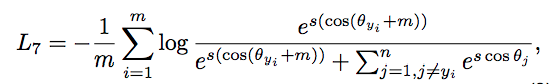 $$L_7 = -\frac{1}{m} \sum_{i=1}^{m} \log \frac{e^{s(\cos(\theta_{y_i}+m))}}{e^{s(\cos(\theta_{y_i}+m))} + \sum_{j=1, j \neq y_i}^{n} e^{s \cos \theta_j}},$$